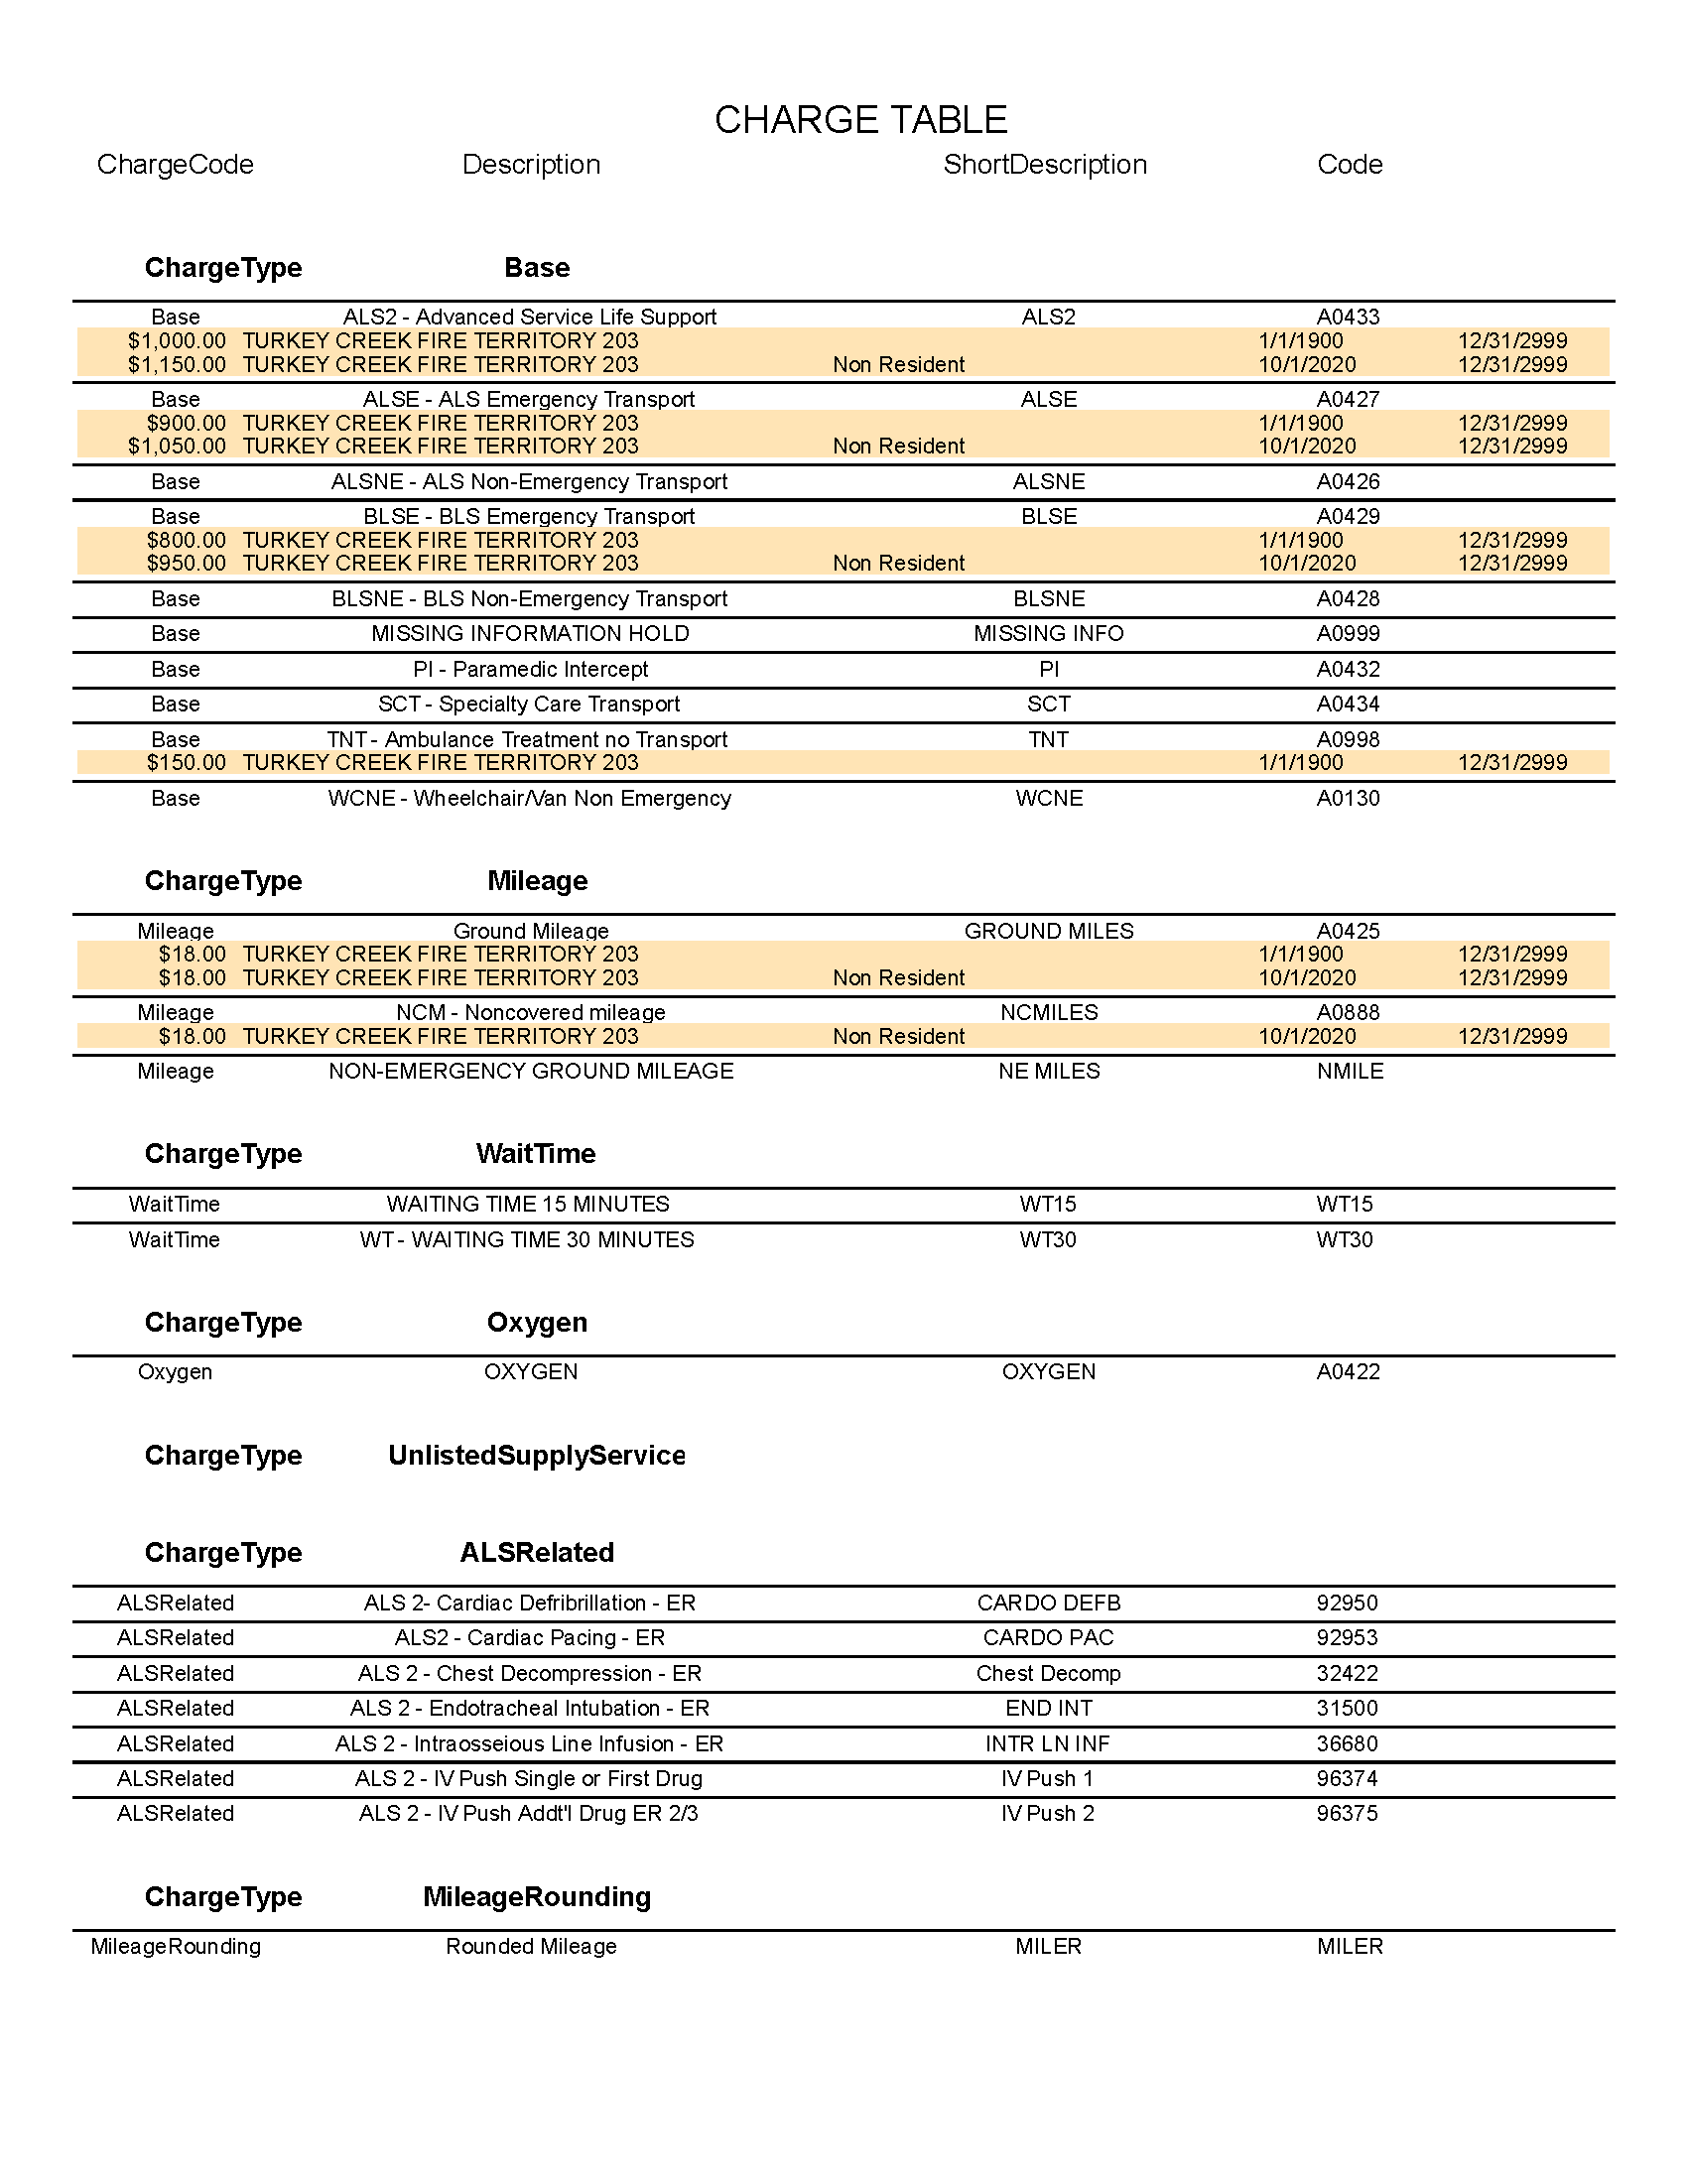 CHARGE TABLE
ChargeCode Description ShortDescription Code
ChargeType Base
Base ALS2 - Advanced Service Life Support ALS2 A0433
$1,000.00 TURKEY CREEK FIRE TERRITORY 203 1/1/1900 12/31/2999
$1,150.00 TURKEY CREEK FIRE TERRITORY 203 Non Resident 10/1/2020 12/31/2999
Base ALSE - ALS Emergency Transport ALSE A0427
$900.00 TURKEY CREEK FIRE TERRITORY 203 1/1/1900 12/31/2999
$1,050.00 TURKEY CREEK FIRE TERRITORY 203 Non Resident 10/1/2020 12/31/2999
Base ALSNE - ALS Non-Emergency Transport ALSNE A0426
Base BLSE - BLS Emergency Transport BLSE A0429
$800.00 TURKEY CREEK FIRE TERRITORY 203 1/1/1900 12/31/2999
$950.00 TURKEY CREEK FIRE TERRITORY 203 Non Resident 10/1/2020 12/31/2999
Base BLSNE - BLS Non-Emergency Transport BLSNE A0428
Base MISSING INFORMATION HOLD MISSING INFO A0999
Base PI - Paramedic Intercept PI A0432
Base SCT - Specialty Care Transport SCT A0434
Base TNT - Ambulance Treatment no Transport TNT A0998
$150.00 TURKEY CREEK FIRE TERRITORY 203 1/1/1900 12/31/2999
Base WCNE - Wheelchair/Van Non Emergency WCNE A0130
ChargeType Mileage
Mileage Ground Mileage GROUND MILES A0425
$18.00 TURKEY CREEK FIRE TERRITORY 203 1/1/1900 12/31/2999
$18.00 TURKEY CREEK FIRE TERRITORY 203 Non Resident 10/1/2020 12/31/2999
Mileage NCM - Noncovered mileage NCMILES A0888
$18.00 TURKEY CREEK FIRE TERRITORY 203 Non Resident 10/1/2020 12/31/2999
Mileage NON-EMERGENCY GROUND MILEAGE NE MILES NMILE
ChargeType WaitTime
WaitTime WAITING TIME 15 MINUTES WT15 WT15
WaitTime WT - WAITING TIME 30 MINUTES WT30 WT30
ChargeType Oxygen
Oxygen OXYGEN OXYGEN A0422
ChargeType UnlistedSupplyService
ChargeType ALSRelated
ALSRelated ALS 2- Cardiac Defribrillation - ER CARDO DEFB 92950
ALSRelated ALS2 - Cardiac Pacing - ER CARDO PAC 92953
ALSRelated ALS 2 - Chest Decompression - ER Chest Decomp 32422
ALSRelated ALS 2 - Endotracheal Intubation - ER END INT 31500
ALSRelated ALS 2 - Intraosseious Line Infusion - ER INTR LN INF 36680
ALSRelated ALS 2 - IV Push Single or First Drug IV Push 1 96374
ALSRelated ALS 2 - IV Push Addt'l Drug ER 2/3 IV Push 2 96375
ChargeType MileageRounding
MileageRounding Rounded Mileage MILER MILER